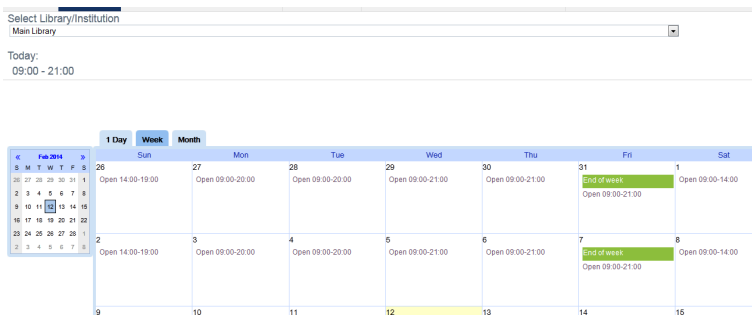 Select Library/Institution
Main Library
Today:
09:00 - 21:00
1 Day Week Month
« Feb 2014 »
S M T W T F S
26 27 28 29 30 31 1
2 3 4 5 6 7 8
9 10 11 12 13 14 15
16 17 18 19 20 21 22
23 24 25 26 27 28 1
2 3 4 5 6 7 8
Sun Mon Tue Wed Thu Fri Sat
26 27 28 29 30 31 1
Open 14:00-19:00 Open 09:00-20:00 Open 09:00-20:00 Open 09:00-21:00 Open 09:00-21:00 End of week Open 09:00-14:00
Open 09:00-21:00
2 3 4 5 6 7 8
Open 14:00-19:00 Open 09:00-20:00 Open 09:00-20:00 Open 09:00-21:00 Open 09:00-21:00 End of week Open 09:00-14:00
Open 09:00-21:00
9 10 11 12 13 14 15